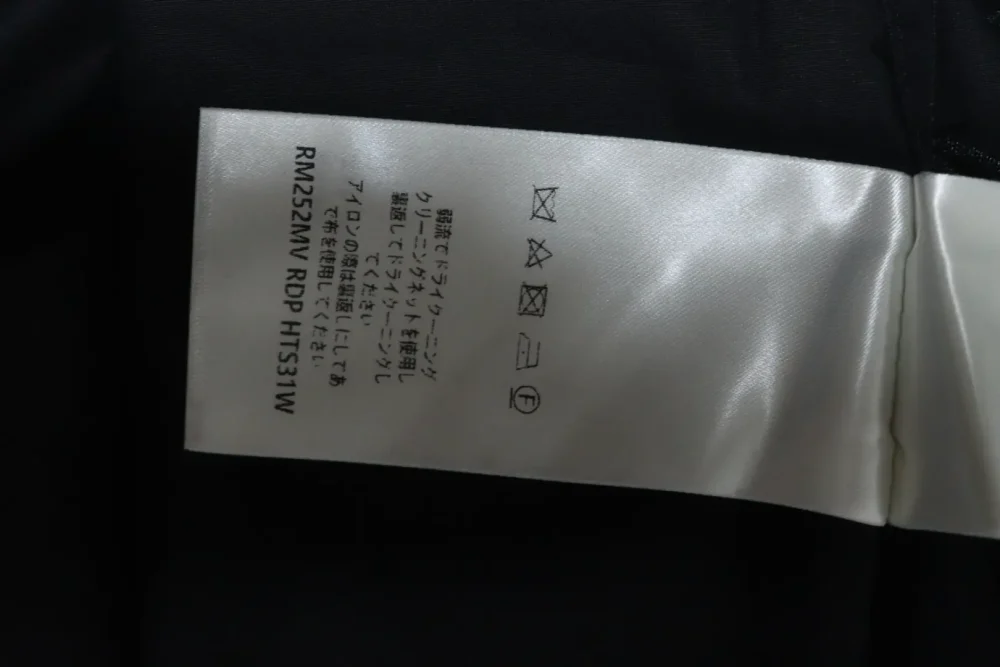 F
弱流でドライクーニング
クリーニングネットを使用し
裏返してドライクーニングし
てください
アイロンの際は裏返しにしてあ
て布を使用してください
RM252MV RDP HTS31W